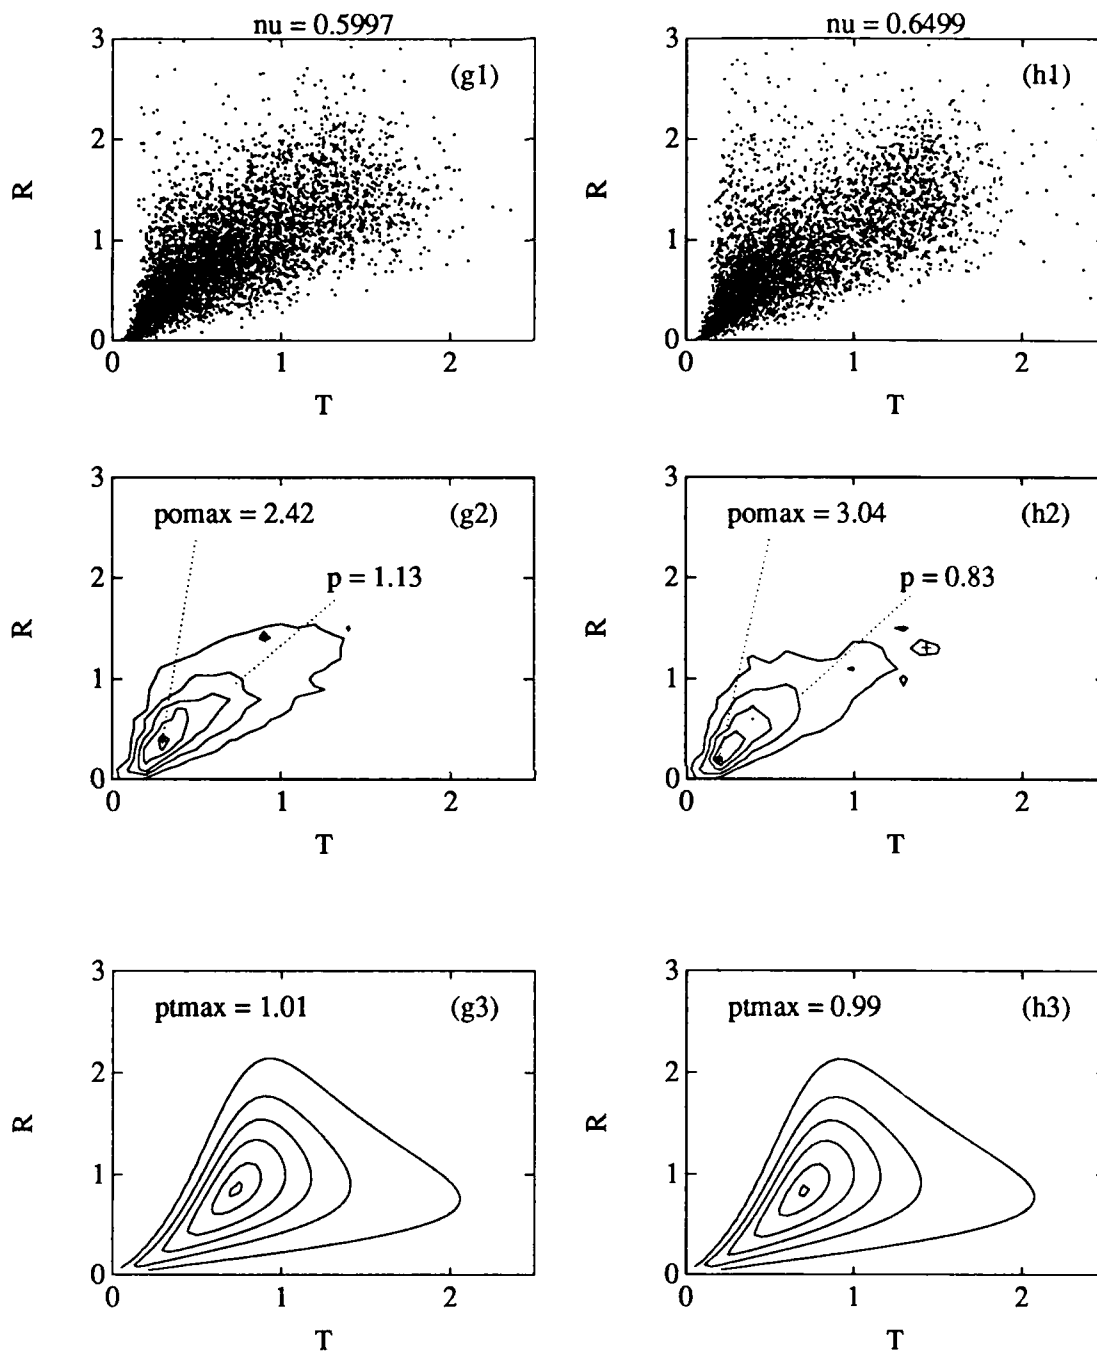 nu = 0.5997
nu = 0.6499
3
(g1)
2
R
1
0
0
1
2
T
3
(h1)
2
R
1
0
0
1
2
T
3
pomax = 2.42
(g2)
p = 1.13
2
R
1
0
0
1
2
T
3
pomax = 3.04
(h2)
p = 0.83
2
R
1
0
0
1
2
T
3
ptmax = 1.01
(g3)
2
R
1
0
0
1
2
T
3
ptmax = 0.99
(h3)
2
R
1
0
0
1
2
T